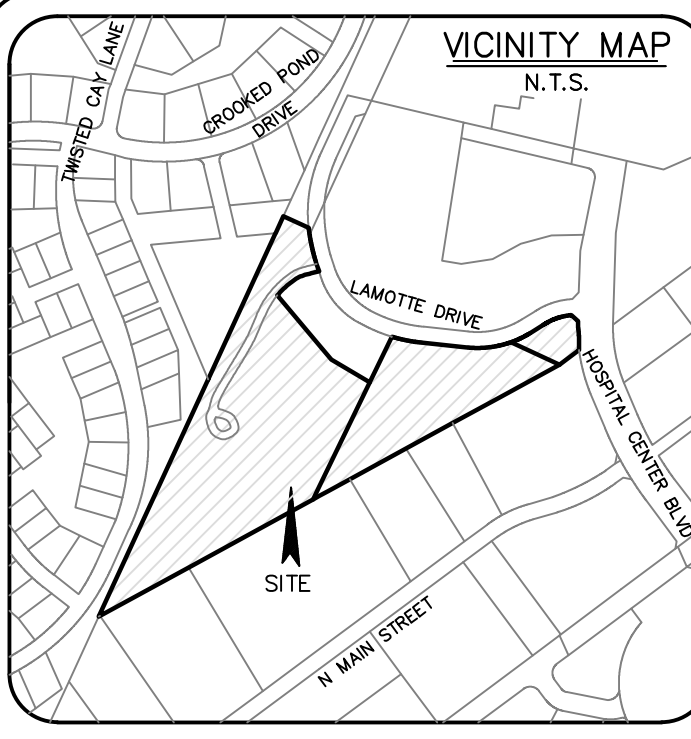 VICINITY MAP
N.T.S.
TWISTED CAY LANE
CROOKED POND
DRIVE
LAMOTTE DRIVE
HOSPITAL CENTER BLVD
SITE
N MAIN STREET